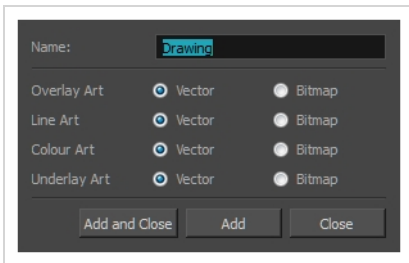 Name: Drawing
Overlay Art Vector Bitmap
Line Art Vector Bitmap
Colour Art Vector Bitmap
Underlay Art Vector Bitmap
Add and Close Add Close